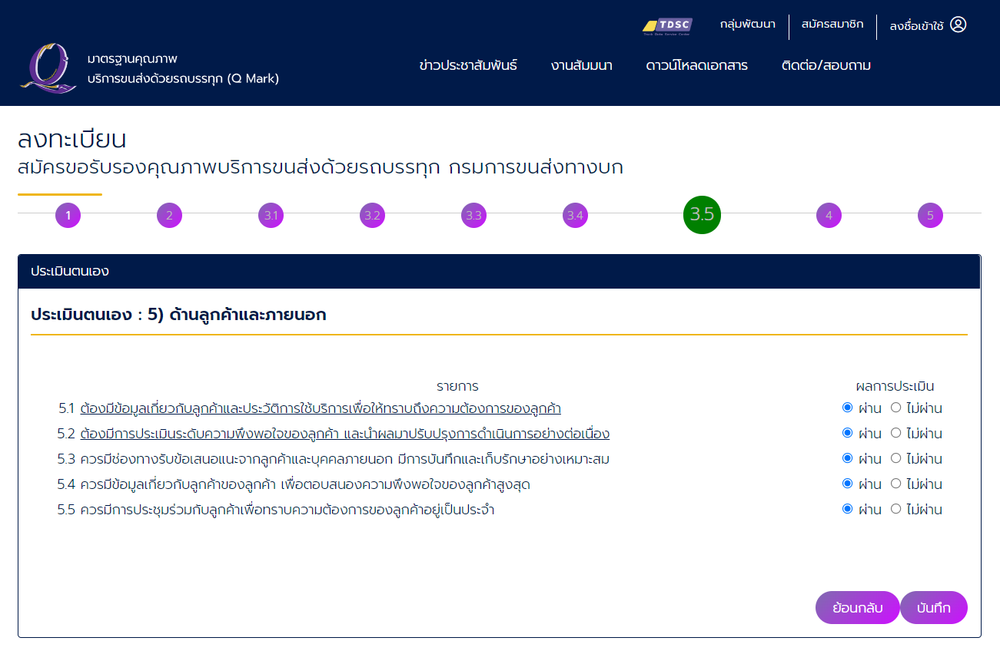 TDSC
Truck Data Service Center
กลุ่มพัฒนา
สมัครสมาชิก
ลงชื่อเข้าใช้
มาตรฐานคุณภาพ
บริการขนส่งด้วยรถบรรทุก (Q Mark)
ข่าวประชาสัมพันธ์
งานสัมมนา
ดาวน์โหลดเอกสาร
ติดต่อ/สอบถาม
ลงทะเบียน
สมัครขอรับรองคุณภาพบริการขนส่งด้วยรถบรรทุก กรมการขนส่งทางบก
1 2 3.1 3.2 3.3 3.4 3.5 4 5
ประเมินตนเอง
ประเมินตนเอง : 5) ด้านลูกค้าและภายนอก
รายการ ผลการประเมิน
5.1 ต้องมีข้อมูลเกี่ยวกับลูกค้าและประวัติการใช้บริการเพื่อให้ทราบถึงความต้องการของลูกค้า ผ่าน ไม่ผ่าน
5.2 ต้องมีการประเมินระดับความพึงพอใจของลูกค้า และนำผลมาปรับปรุงการดำเนินการอย่างต่อเนื่อง ผ่าน ไม่ผ่าน
5.3 ควรมีช่องทางรับข้อเสนอแนะจากลูกค้าและบุคคลภายนอก มีการบันทึกและเก็บรักษาอย่างเหมาะสม ผ่าน ไม่ผ่าน
5.4 ควรมีข้อมูลเกี่ยวกับลูกค้าของลูกค้า เพื่อตอบสนองความพึงพอใจของลูกค้าสูงสุด ผ่าน ไม่ผ่าน
5.5 ควรมีการประชุมร่วมกับลูกค้าเพื่อทราบความต้องการของลูกค้าอยู่เป็นประจำ ผ่าน ไม่ผ่าน
ย้อนกลับ บันทึก